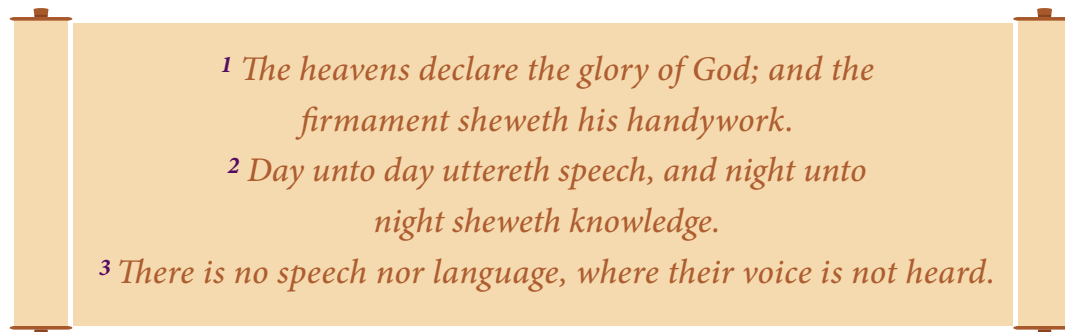 1 The heavens declare the glory of God; and the
firmament sheweth his handywork.
2 Day unto day uttereth speech, and night unto
night sheweth knowledge.
3 There is no speech nor language, where their voice is not heard.